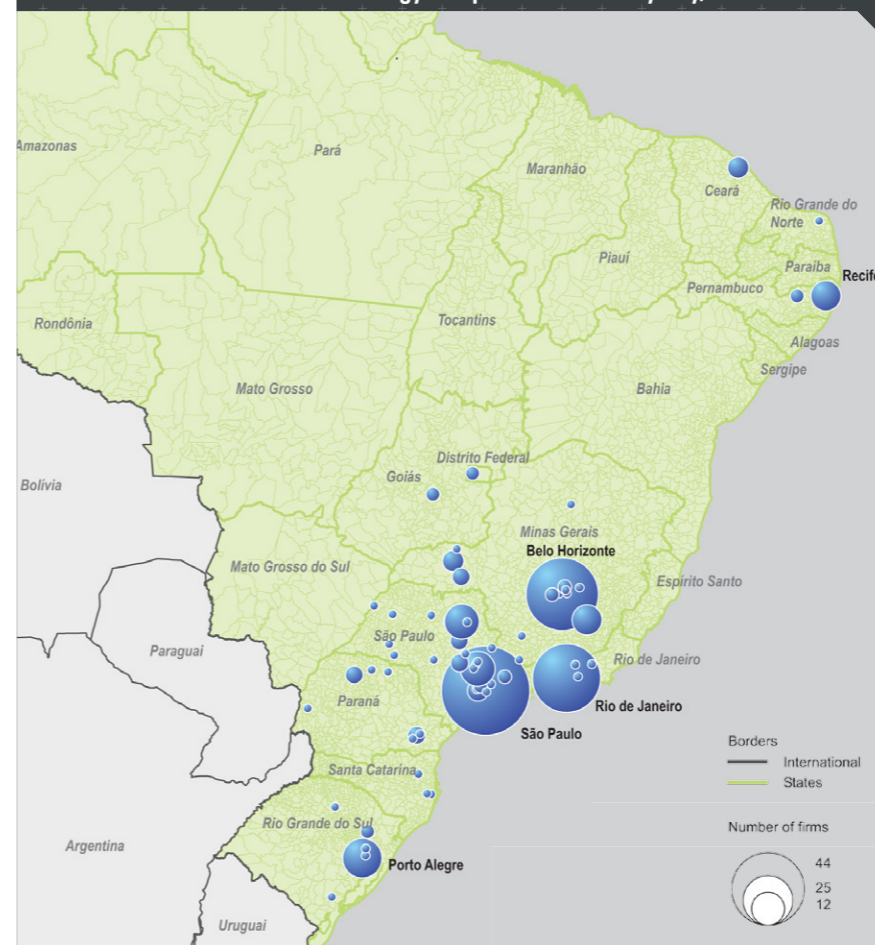 Amazonas
Pará
Maranhão
Ceará
Rio Grande do
Norte
Piauí
Paraiba
Pernambuco
Recife
Rondônia
Tocantins
Alagoas
Sergipe
Mato Grosso
Bahia
Distrito Federal
Goiás
Bolívia
Minas Gerais
Belo Horizonte
Mato Grosso do Sul
Espirito Santo
São Paulo
Paraguai
Rio de Janeiro
Paraná
Rio de Janeiro
São Paulo
Borders
International
States
Santa Catarina
Rio Grande do Sul
Number of firms
Argentina
Porto Alegre
44
25
12
Uruguai